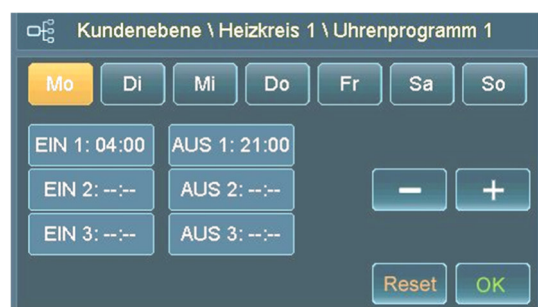 Kundenebene \ Heizkreis 1 \ Uhrenprogramm 1
Mo Di Mi Do Fr Sa So
EIN 1: 04:00 AUS 1: 21:00
EIN 2: --:-- AUS 2: --:--
− +
EIN 3: --:-- AUS 3: --:--
Reset OK